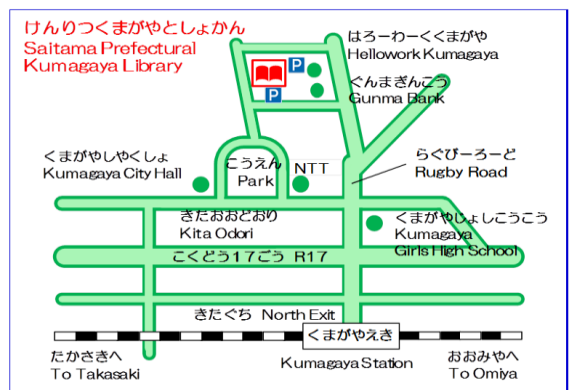 けんりつくまがやとしょかん
Saitama Prefectural
Kumagaya Library
はろーわーくくまがや
Hellowork Kumagaya
P
P
ぐんまぎんこう
Gunma Bank
くまがやしやくしょ
Kumagaya City Hall
こうえん
Park
NTT
らぐびーろーど
Rugby Road
きたおおどおり
Kita Odori
くまがやじょしこうこう
Kumagaya
Girls High School
こくどう17ごう R17
きたぐち North Exit
くまがやえき
Kumagaya Station
たかさきへ
To Takasaki
おおみやへ
To Omiya